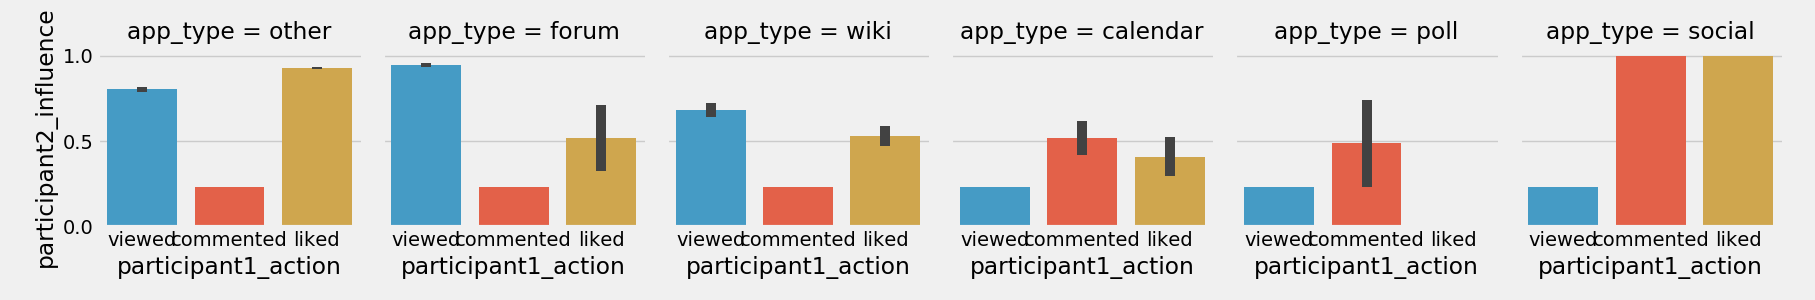 app_type = other
app_type = forum
app_type = wiki
app_type = calendar
app_type = poll
app_type = social
participant2_influence
1.0
0.5
0.0
viewed commented liked
viewed commented liked
viewed commented liked
viewed commented liked
viewed commented liked
viewed commented liked
participant1_action
participant1_action
participant1_action
participant1_action
participant1_action
participant1_action